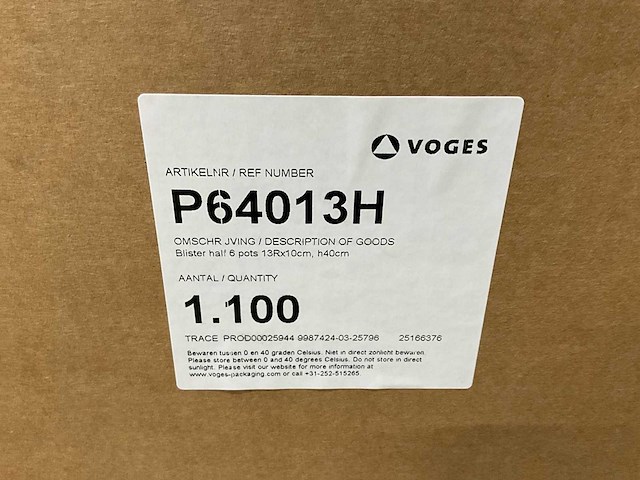 VOGES
ARTIKELNR / REF NUMBER
P64013H
OMSCHR JVING / DESCRIPTION OF GOODS
Blister half 6 pots 13Rx10cm, h40cm
AANTAL / QUANTITY
1.100
TRACE PROD00025944 9987424-03-25796 25166376
Bewaren tussen 0 en 40 graden Celsius. Niet in direct zonlicht bewaren.
Please store between 0 and 40 degrees Celsius. Do not store in direct
sunlight. Please visit our website for more information at
www.voges-packaging.com or call +31-252-515265.